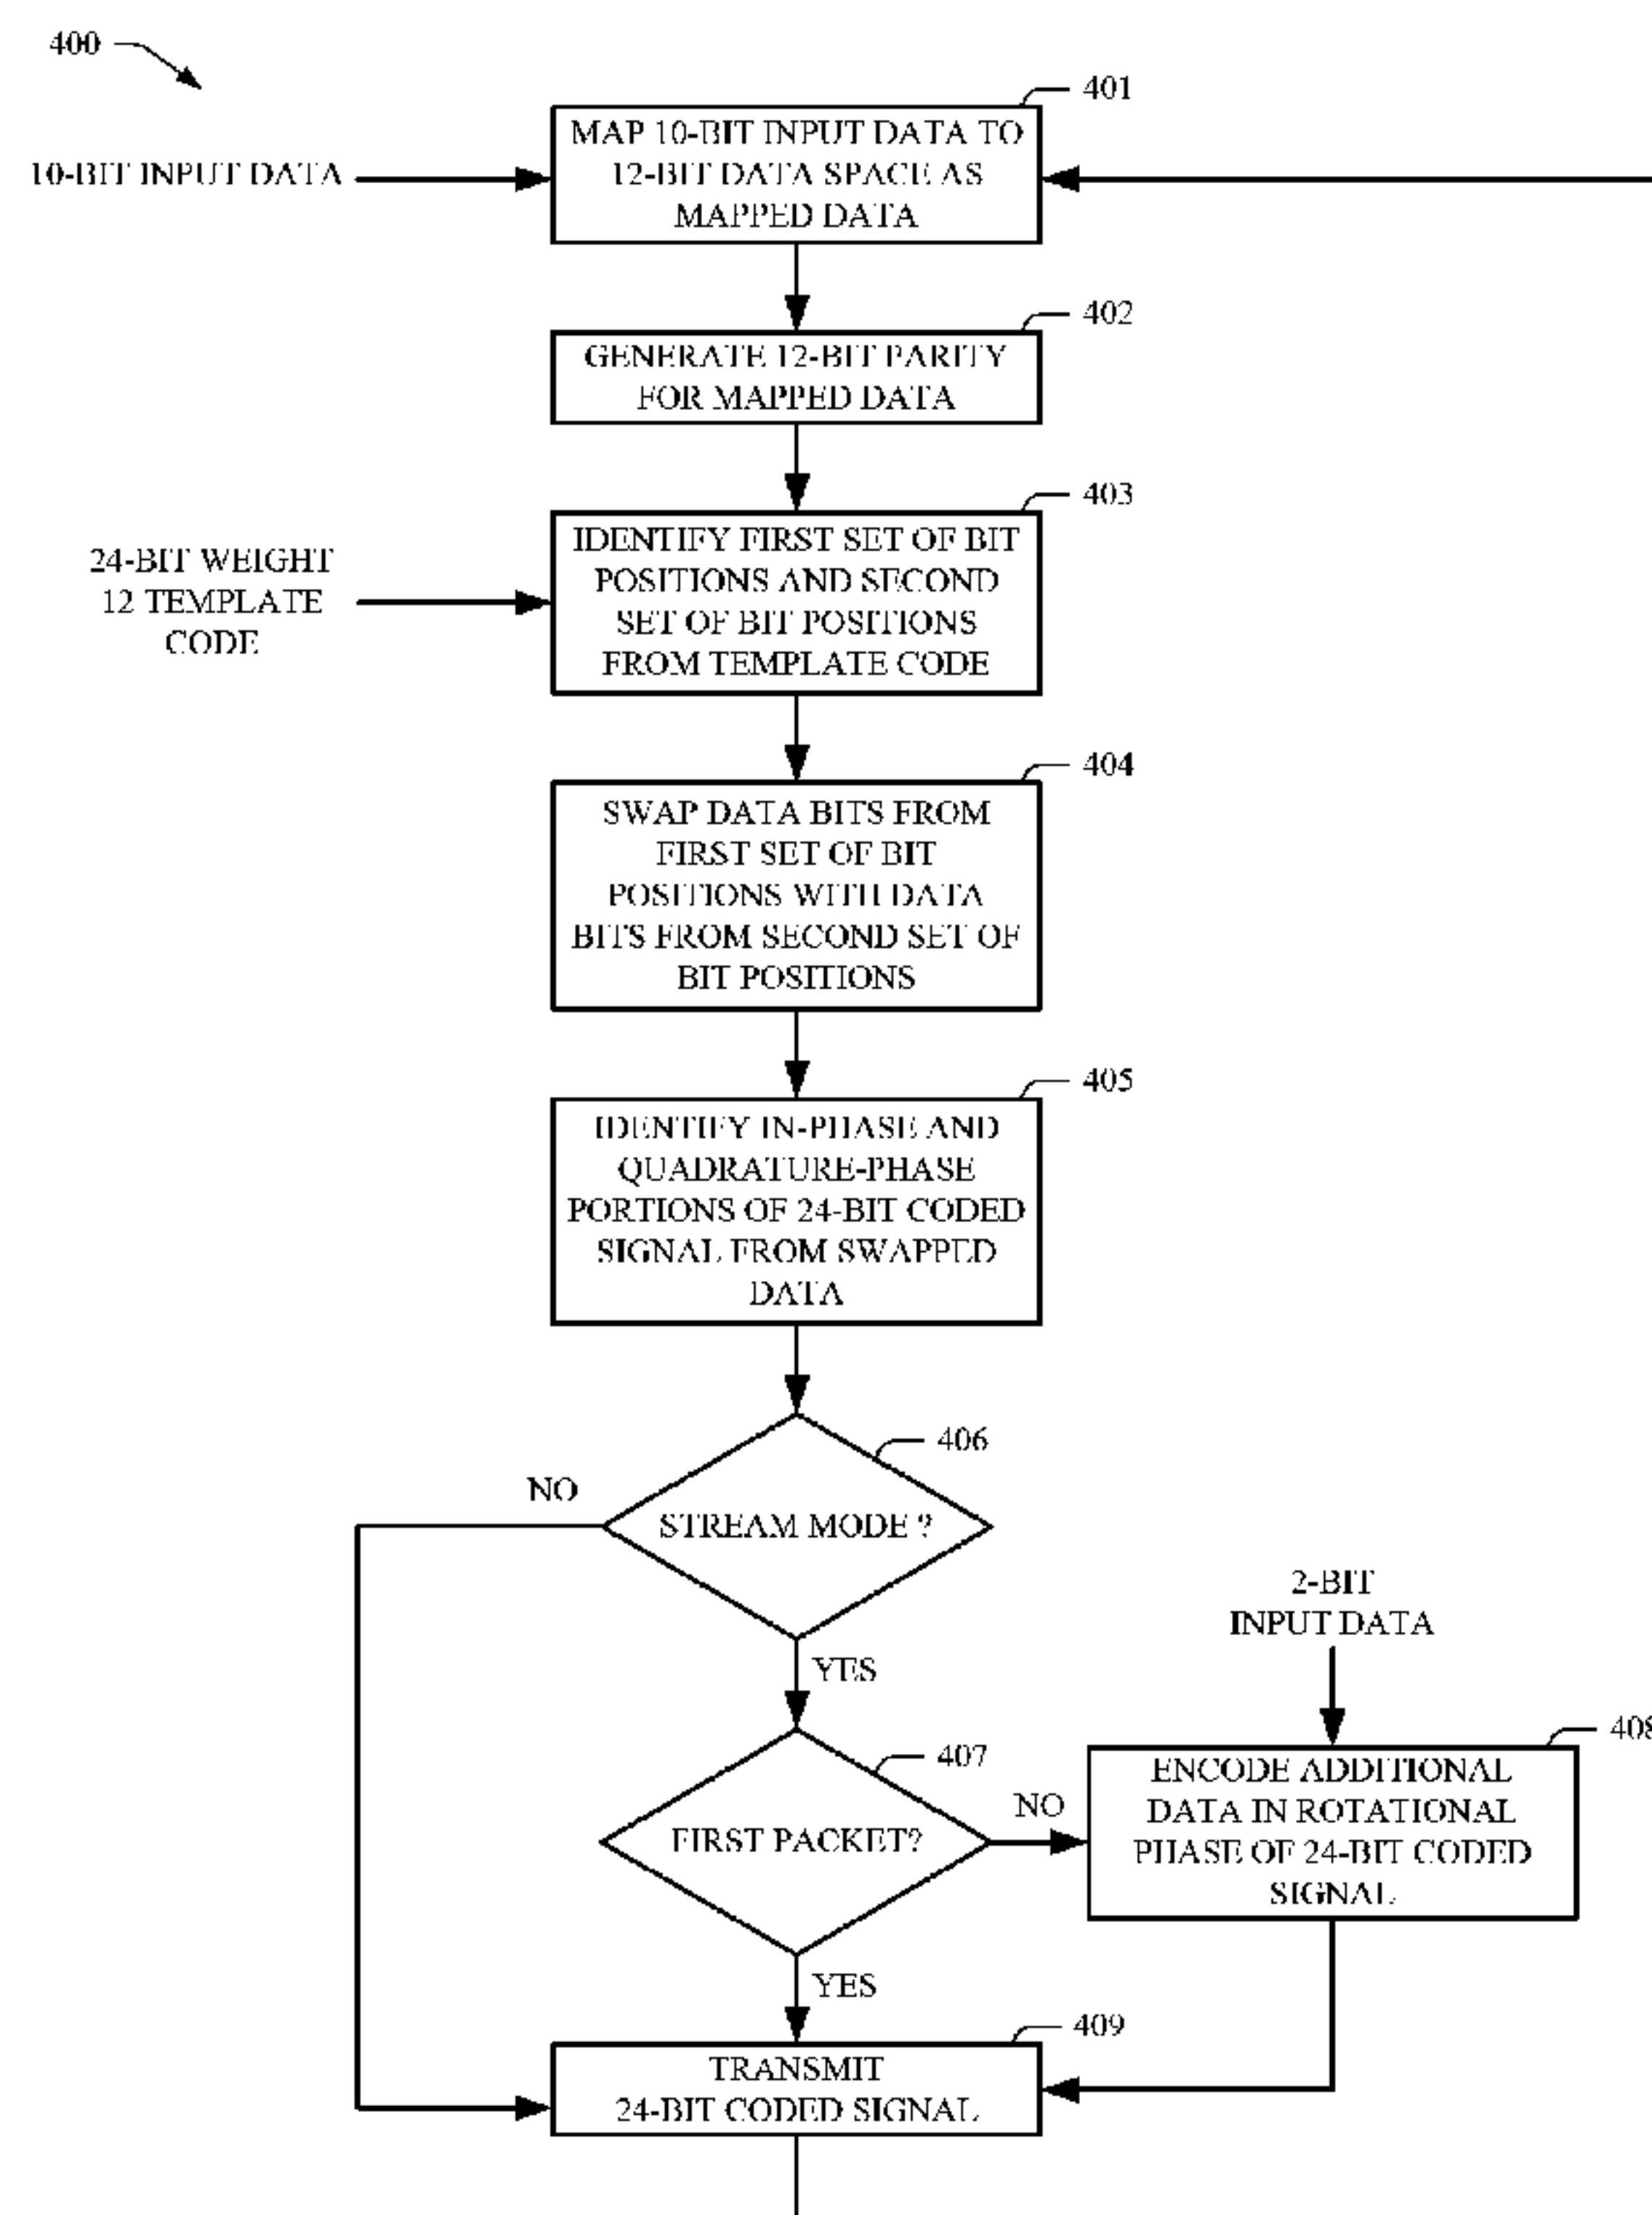 400
401
MAP 10-BIT INPUT DATA TO
12-BIT DATA SPACE AS
MAPPED DATA
10-BIT INPUT DATA
402
GENERATE 12-BIT PARITY
FOR MAPPED DATA
403
IDENTIFY FIRST SET OF BIT
POSITIONS AND SECOND
SET OF BIT POSITIONS
FROM TEMPLATE CODE
24-BIT WEIGHT
12 TEMPLATE
CODE
404
SWAP DATA BITS FROM
FIRST SET OF BIT
POSITIONS WITH DATA
BITS FROM SECOND SET OF
BIT POSITIONS
405
IDENTIFY IN-PHASE AND
QUADRATURE-PHASE
PORTIONS OF 24-BIT CODED
SIGNAL FROM SWAPPED
DATA
406
NO
STREAM MODE ?
YES
2-BIT
INPUT DATA
407
FIRST PACKET?
NO
408
ENCODE ADDITIONAL
DATA IN ROTATIONAL
PHASE OF 24-BIT CODED
SIGNAL
YES
409
TRANSMIT
24-BIT CODED SIGNAL